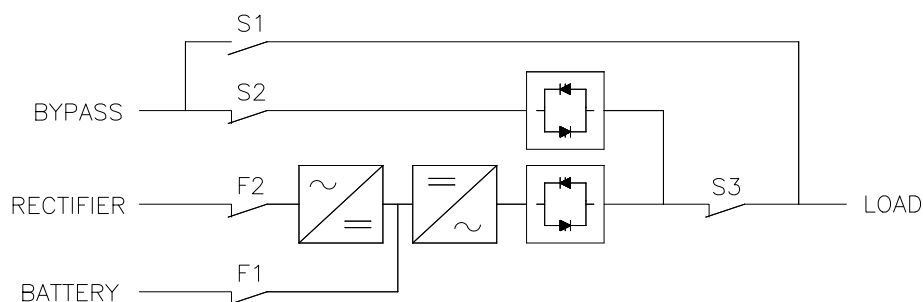 S1
S2
BYPASS
F2
S3
RECTIFIER
LOAD
F1
BATTERY